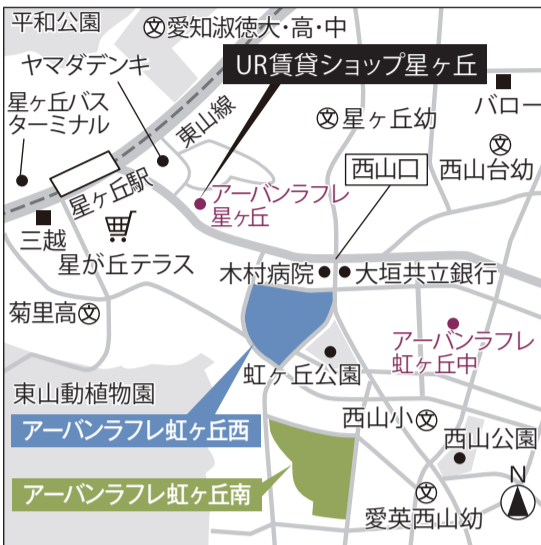 平和公園
文愛知淑徳大・高・中
ヤマダデンキ
UR賃貸ショップ星ヶ丘
星ヶ丘バス
ターミナル
東山線
文星ヶ丘幼
バロー
文
西山台幼
西山口
星ヶ丘駅
アーバンラフレ
星ヶ丘
三越
星が丘テラス
木村病院
大垣共立銀行
菊里高文
アーバンラフレ
虹ヶ丘中
虹ヶ丘公園
東山動植物園
アーバンラフレ虹ヶ丘西
西山小文
西山公園
アーバンラフレ虹ヶ丘南
文
愛英西山幼
N